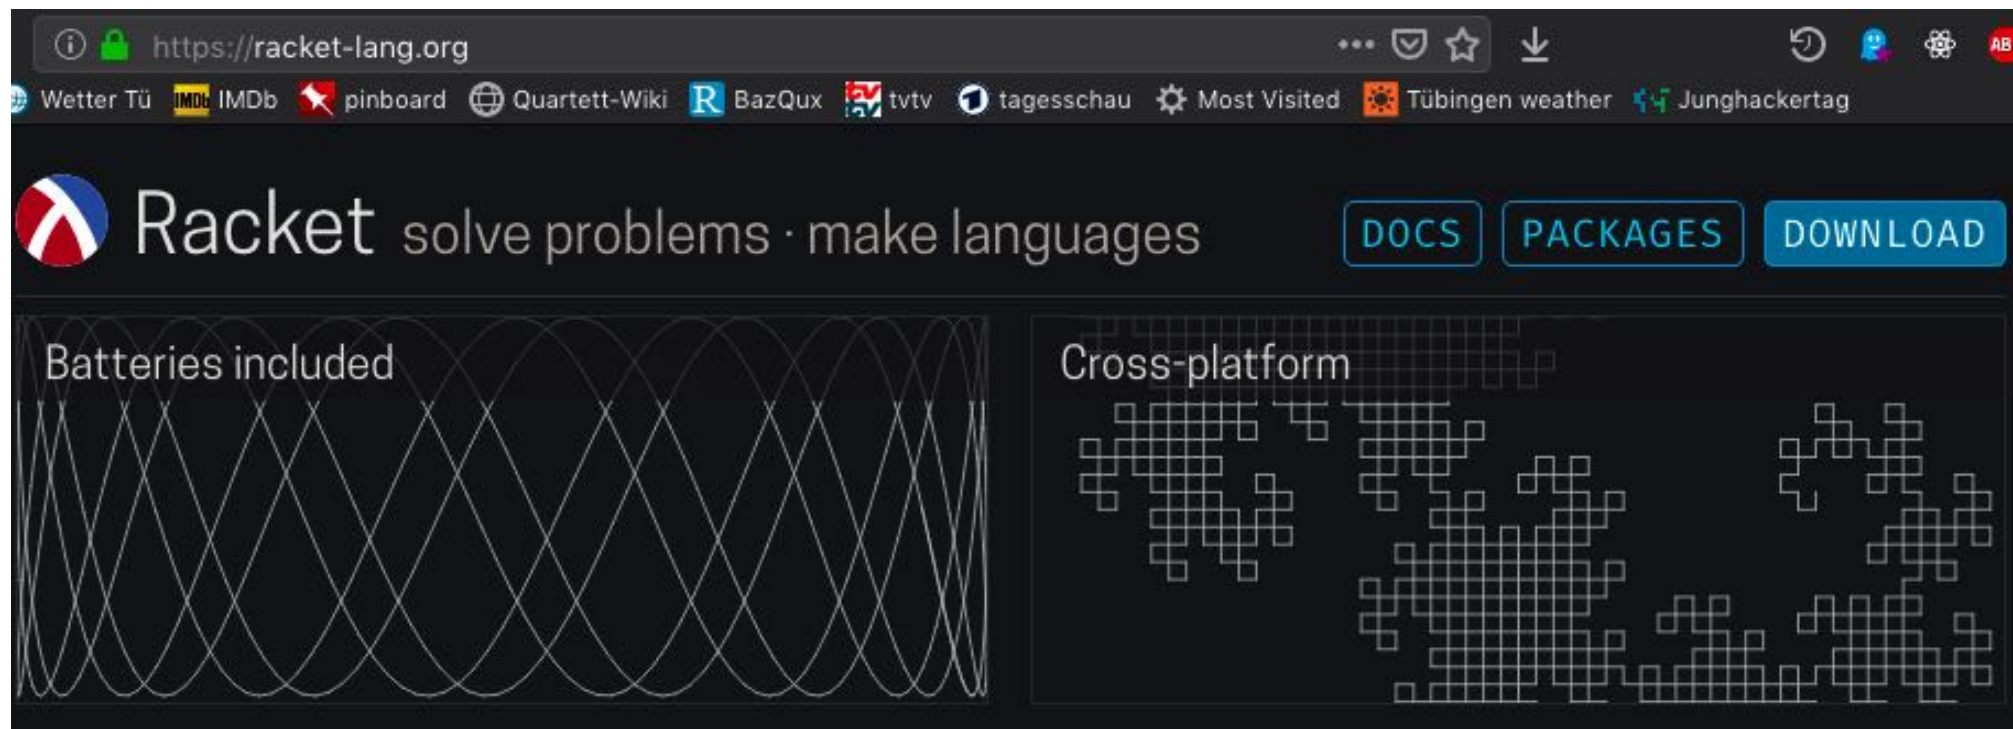 https://racket-lang.org
Wetter Tü IMDb IMDb pinboard Quartett-Wiki R BazQux tvtv tagesschau Most Visited Tübingen weather Junghackertag
Racket solve problems · make languages DOCS PACKAGES DOWNLOAD
Batteries included Cross-platform